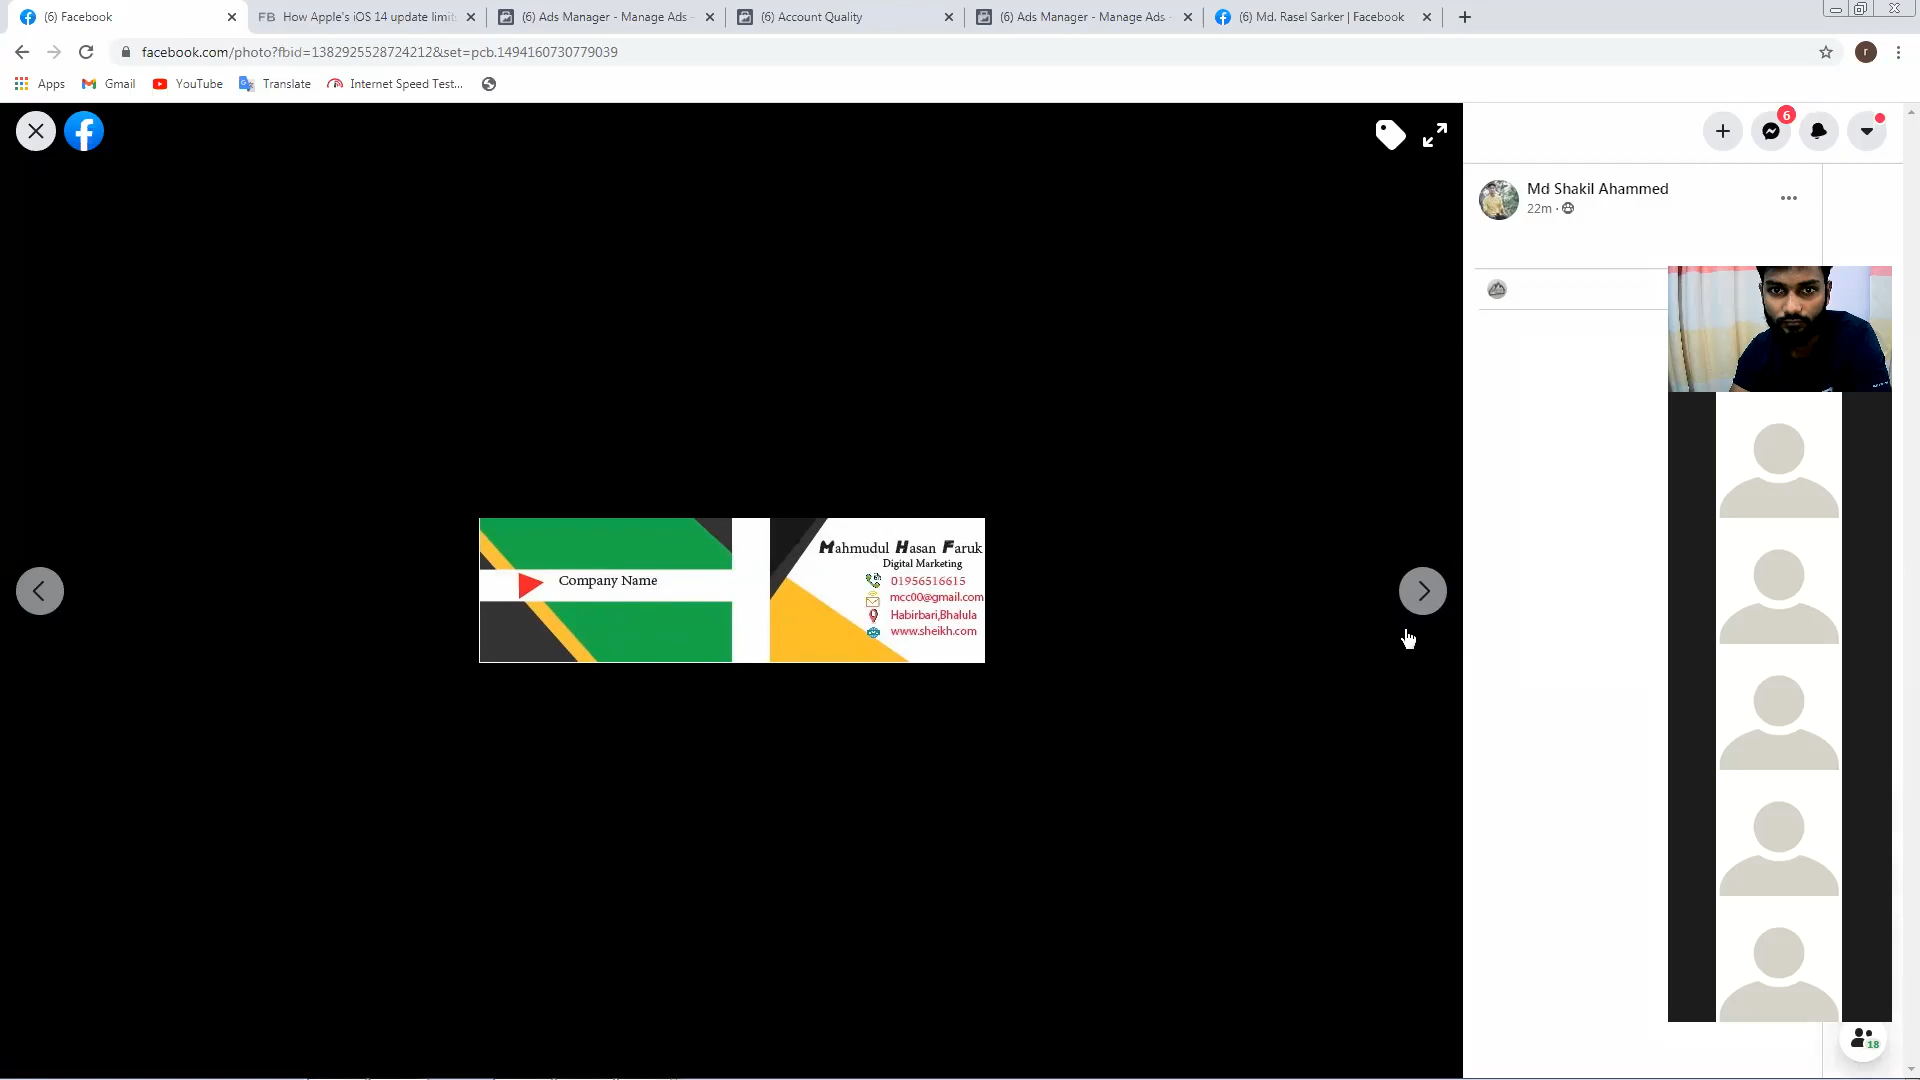 (6) Facebook
FB How Apple's iOS 14 update limit
(6) Ads Manager - Manage Ads -
(6) Account Quality
(6) Ads Manager - Manage Ads -
(6) Md. Rasel Sarker | Facebook
facebook.com/photo?fbid=1382925528724212&set=pcb.1494160730779039
r
Apps
Gmail
YouTube
Translate
Internet Speed Test...
6
Md Shakil Ahammed
22m ·
Company Name
Mahmudul Hasan Faruk
Digital Marketing
01956516615
mcc00@gmail.com
Habirbari,Bhalula
www.sheikh.com
18